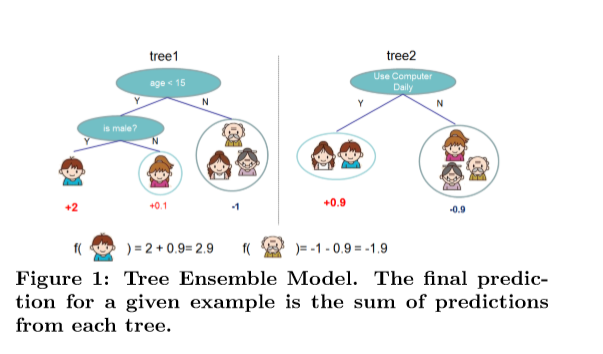 tree1
tree2
age < 15
Use Computer
Daily
Y
N
Y
N
is male?
Y
N
+2
+0.1
-1
+0.9
-0.9
f( ) = 2 + 0.9= 2.9
f( )= -1 - 0.9 = -1.9
Figure 1: Tree Ensemble Model. The final predic-
tion for a given example is the sum of predictions
from each tree.